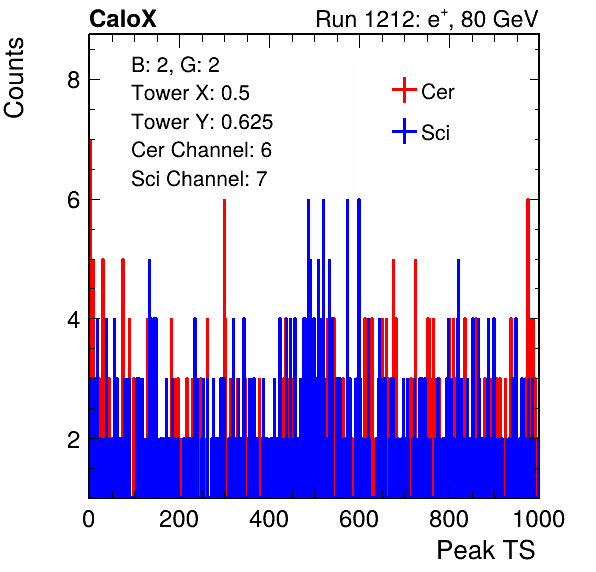 CaloX Run 1212: e+, 80 GeV
Counts
B: 2, G: 2
Tower X: 0.5
Tower Y: 0.625
Cer Channel: 6
Sci Channel: 7
Cer
Sci
8
6
4
2
0 200 400 600 800 1000
Peak TS